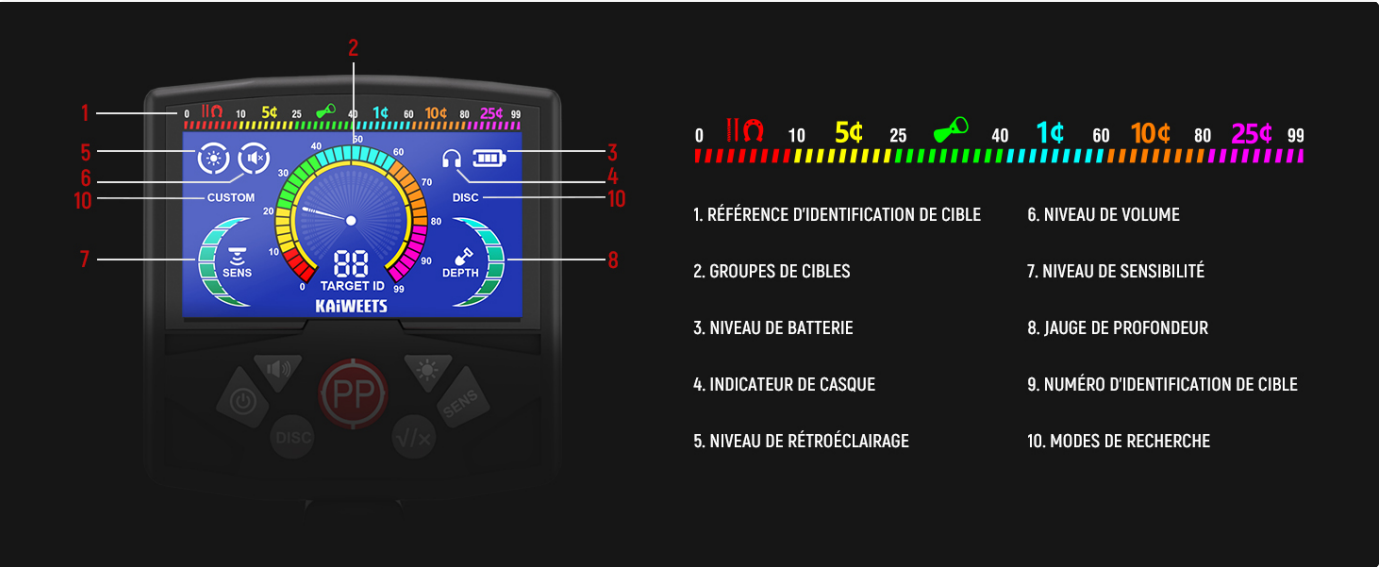 2
1
0 10 5¢ 25 40 1¢ 60 10¢ 80 25¢ 99
5
6
10
7
3
4
10
8
CUSTOM
DISC
0 10 20 30 40 50 60 70 80 90 99
SENS
88
DEPTH
TARGET ID
KAiWEETS
PP
DISC
√/×
SENS
0 10 5¢ 25 40 1¢ 60 10¢ 80 25¢ 99
1. RÉFÉRENCE D'IDENTIFICATION DE CIBLE
2. GROUPES DE CIBLES
3. NIVEAU DE BATTERIE
4. INDICATEUR DE CASQUE
5. NIVEAU DE RÉTROÉCLAIRAGE
6. NIVEAU DE VOLUME
7. NIVEAU DE SENSIBILITÉ
8. JAUGE DE PROFONDEUR
9. NUMÉRO D'IDENTIFICATION DE CIBLE
10. MODES DE RECHERCHE